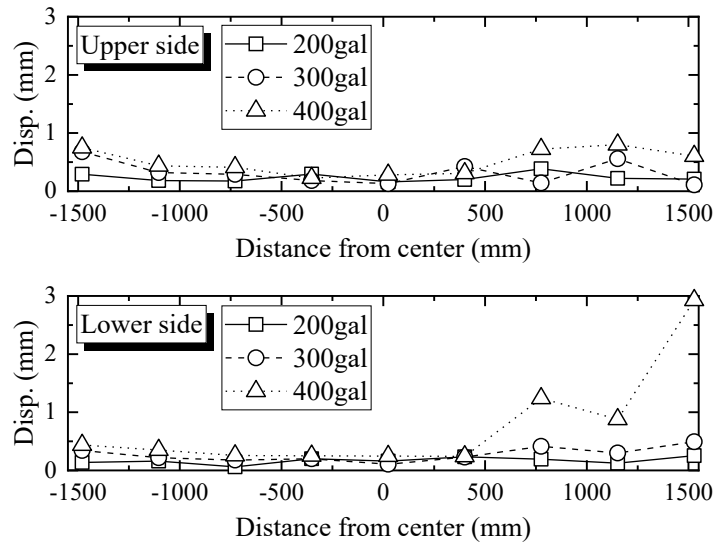 3
Upper side
200gal
300gal
400gal
2
1
0
Disp. (mm)
-1500 -1000 -500 0 500 1000 1500
Distance from center (mm)
3
Lower side
200gal
300gal
400gal
2
1
0
Disp. (mm)
-1500 -1000 -500 0 500 1000 1500
Distance from center (mm)